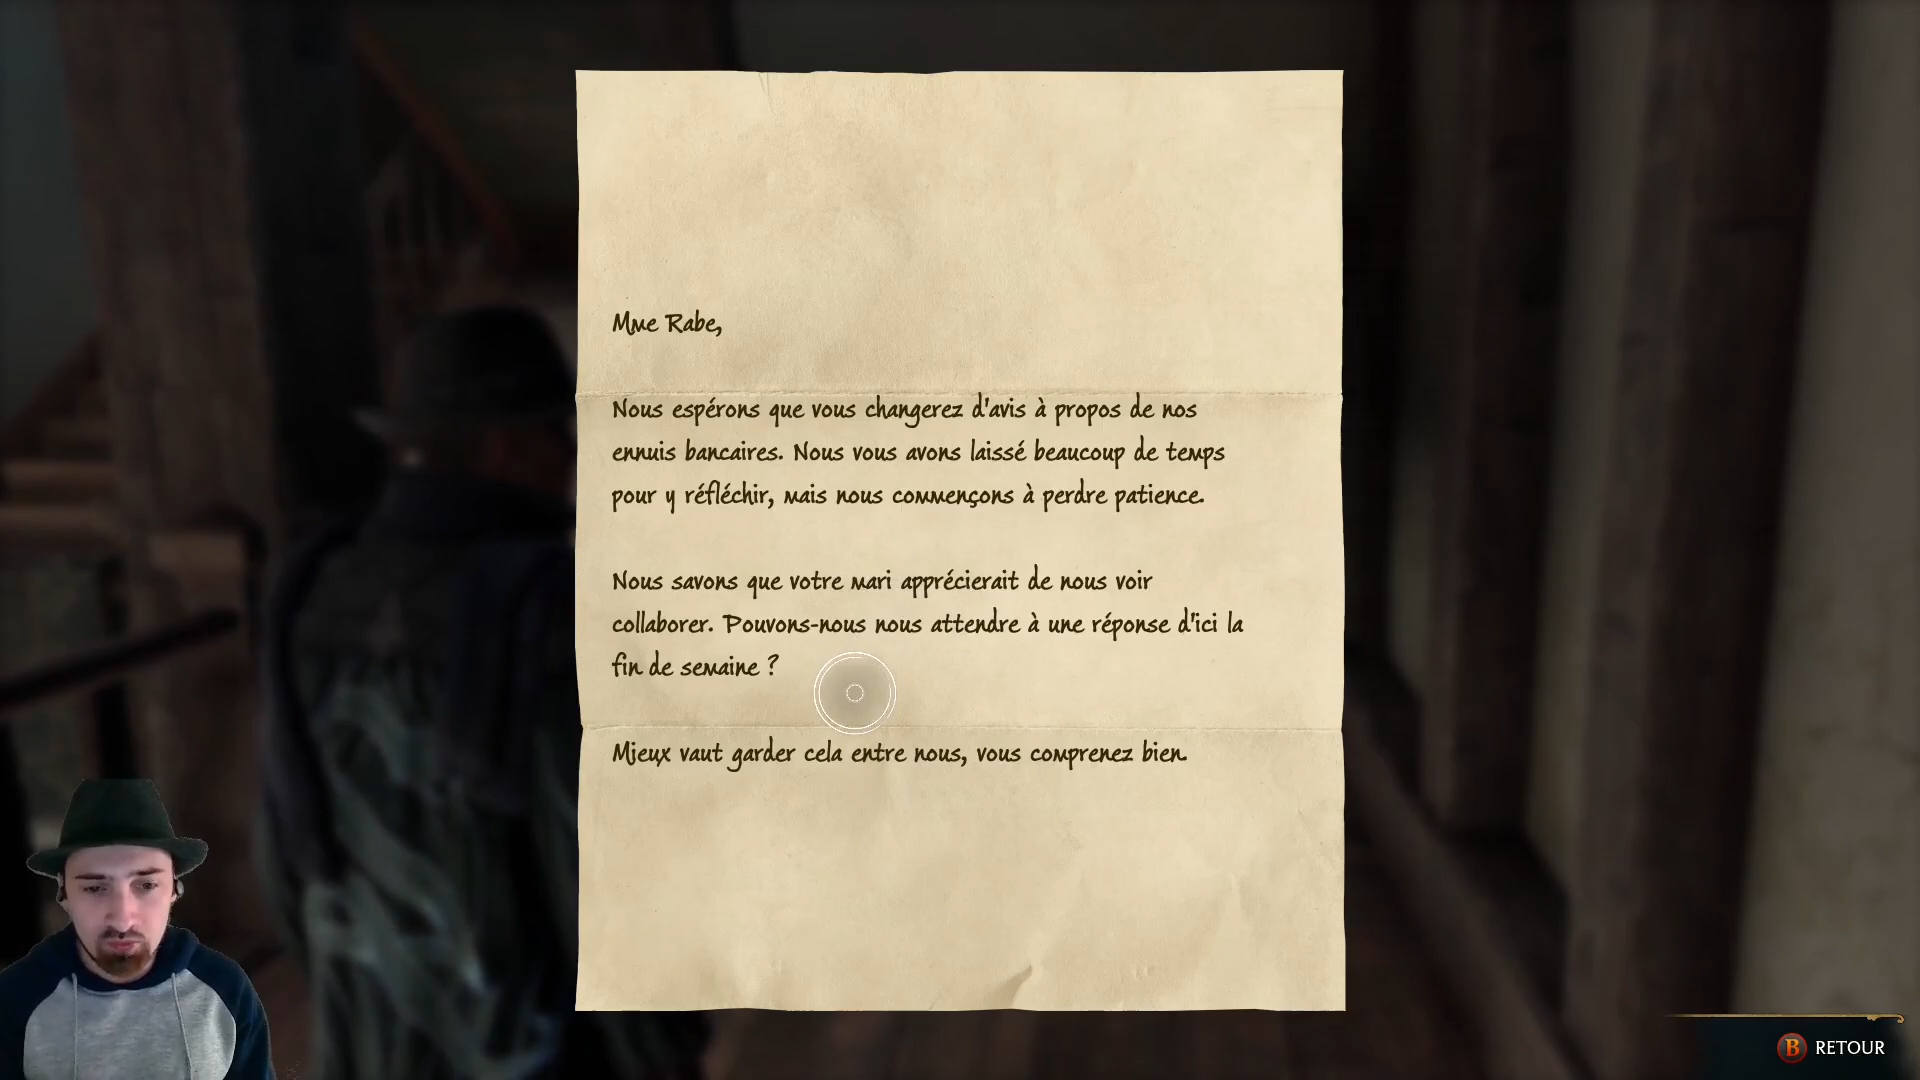 Mme Rabe,
Nous espérons que vous changerez d'avis à propos de nos
ennuis bancaires. Nous vous avons laissé beaucoup de temps
pour y réfléchir, mais nous commençons à perdre patience.
Nous savons que votre mari apprécierait de nous voir
collaborer. Pouvons-nous nous attendre à une réponse d'ici la
fin de semaine ?
Mieux vaut garder cela entre nous, vous comprenez bien.
B RETOUR